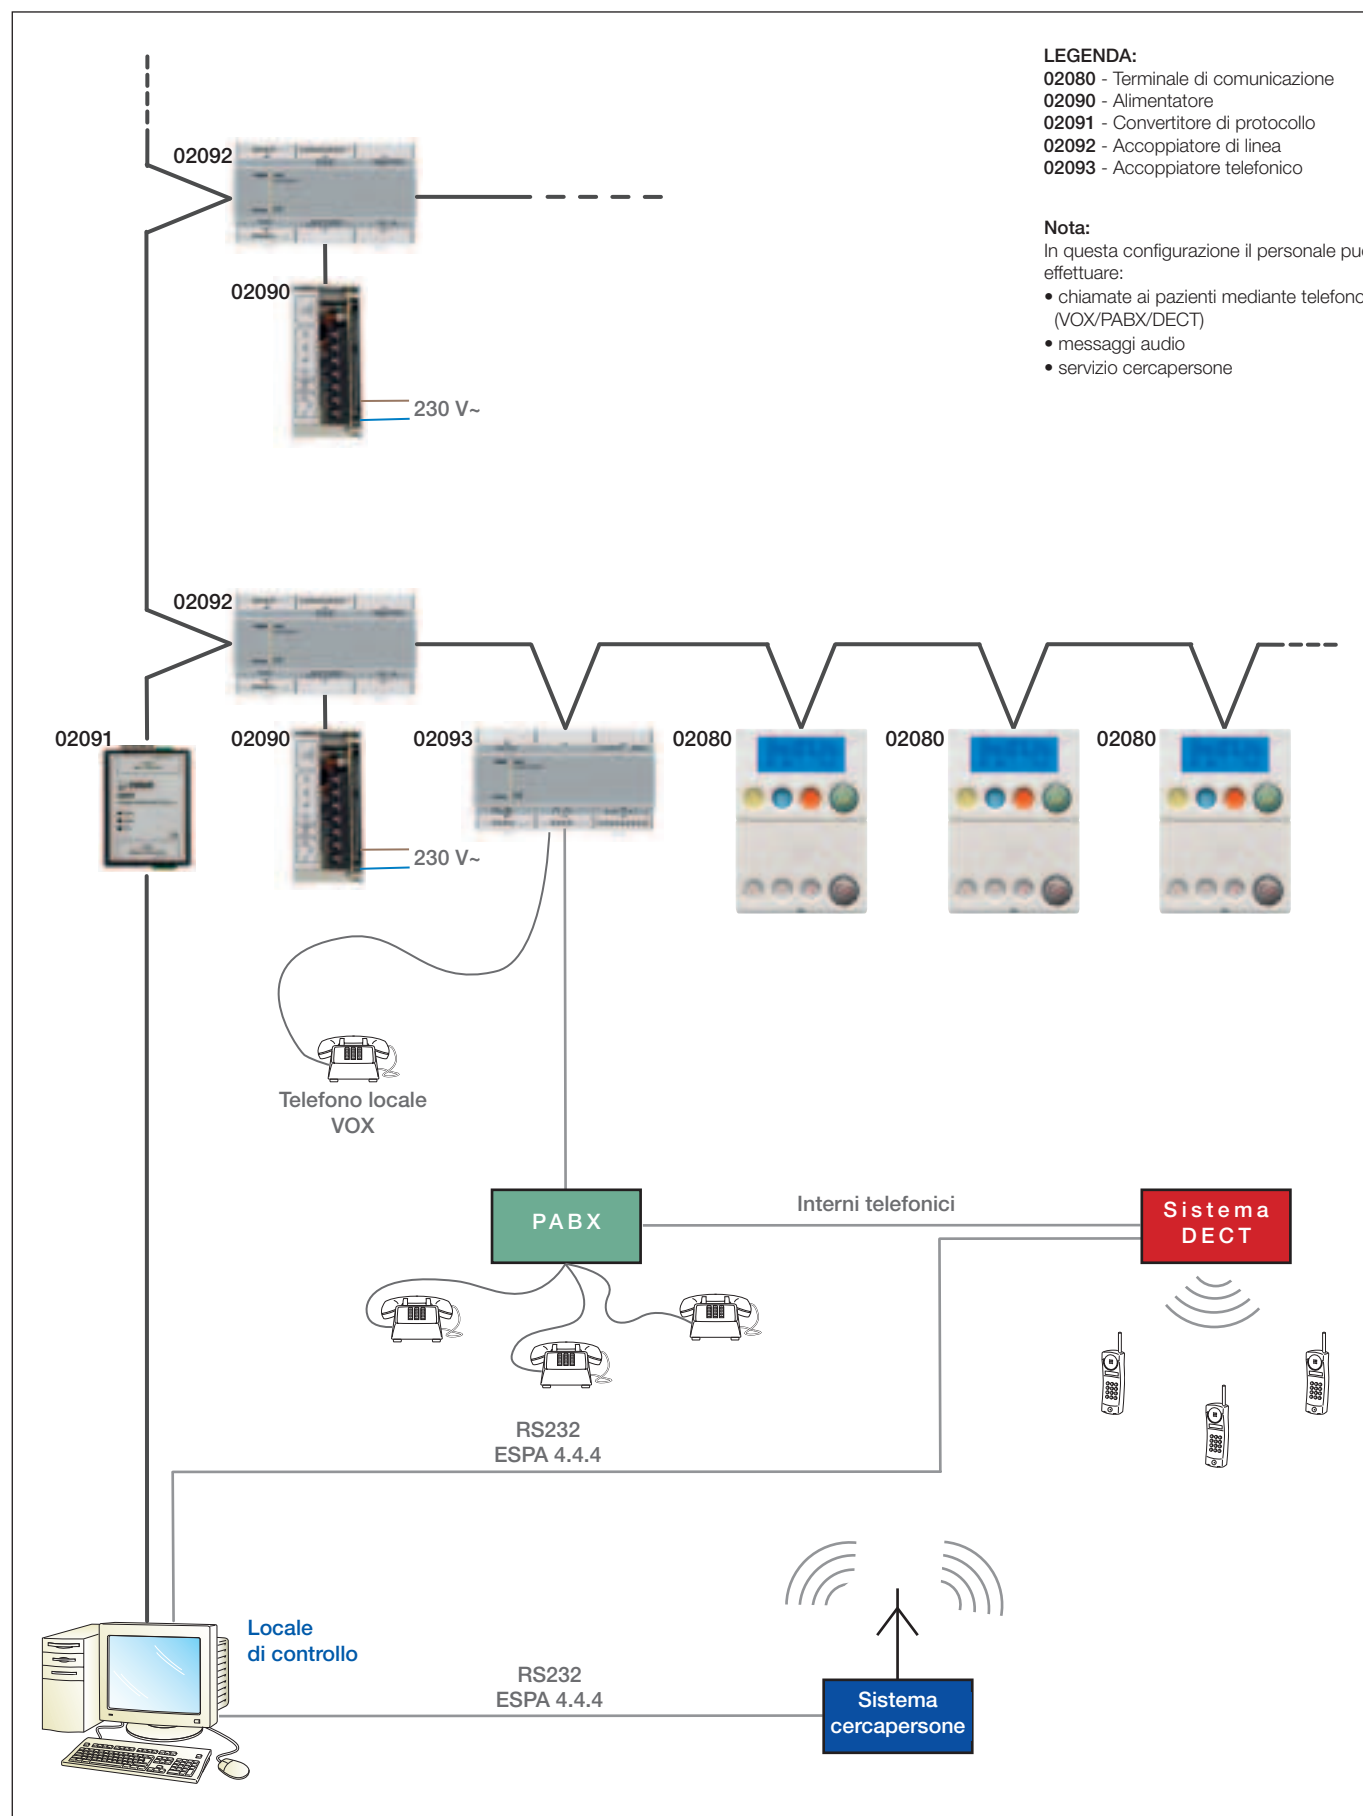 LEGENDA:
02080 - Terminale di comunicazione
02090 - Alimentatore
02091 - Convertitore di protocollo
02092 - Accoppiatore di linea
02093 - Accoppiatore telefonico
Nota:
In questa configurazione il personale può
effettuare:
• chiamate ai pazienti mediante telefono
(VOX/PABX/DECT)
• messaggi audio
• servizio cercapersone
02092
02090
230 V~
02092
02091
02090
02093
02080
02080
02080
230 V~
Telefono locale
VOX
PABX
Interni telefonici
Sistema
DECT
RS232
ESPA 4.4.4
Locale
di controllo
RS232
ESPA 4.4.4
Sistema
cercapersone